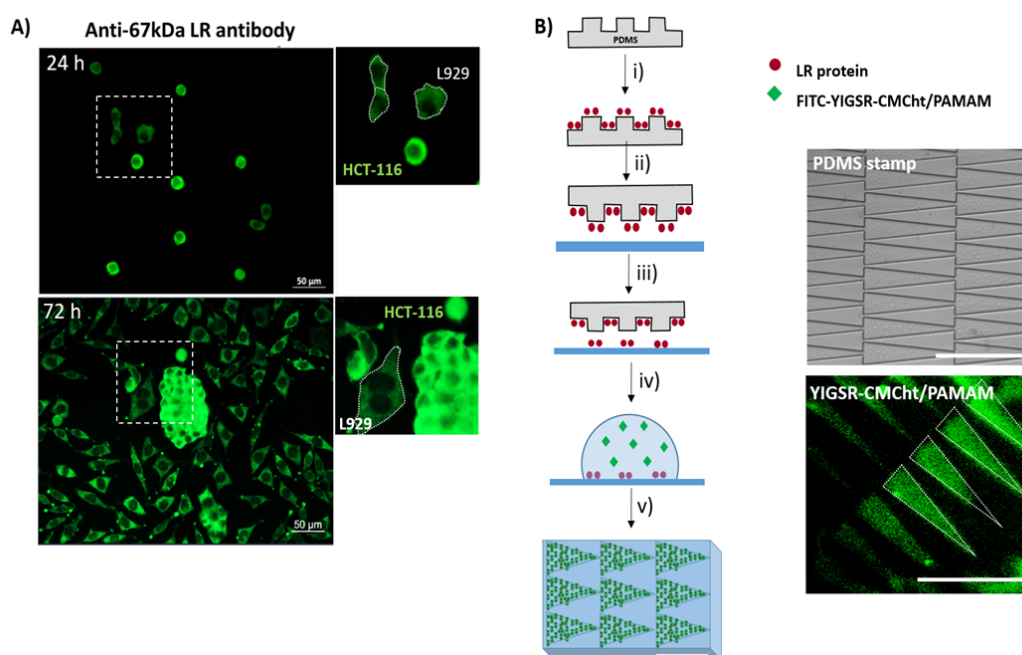 A)
Anti-67kDa LR antibody
24 h
L929
HCT-116
50 µm
72 h
HCT-116
L929
50 µm
B)
PDMS
i)
ii)
iii)
iv)
v)
LR protein
FITC-YIGSR-CMCht/PAMAM
PDMS stamp
YIGSR-CMCht/PAMAM